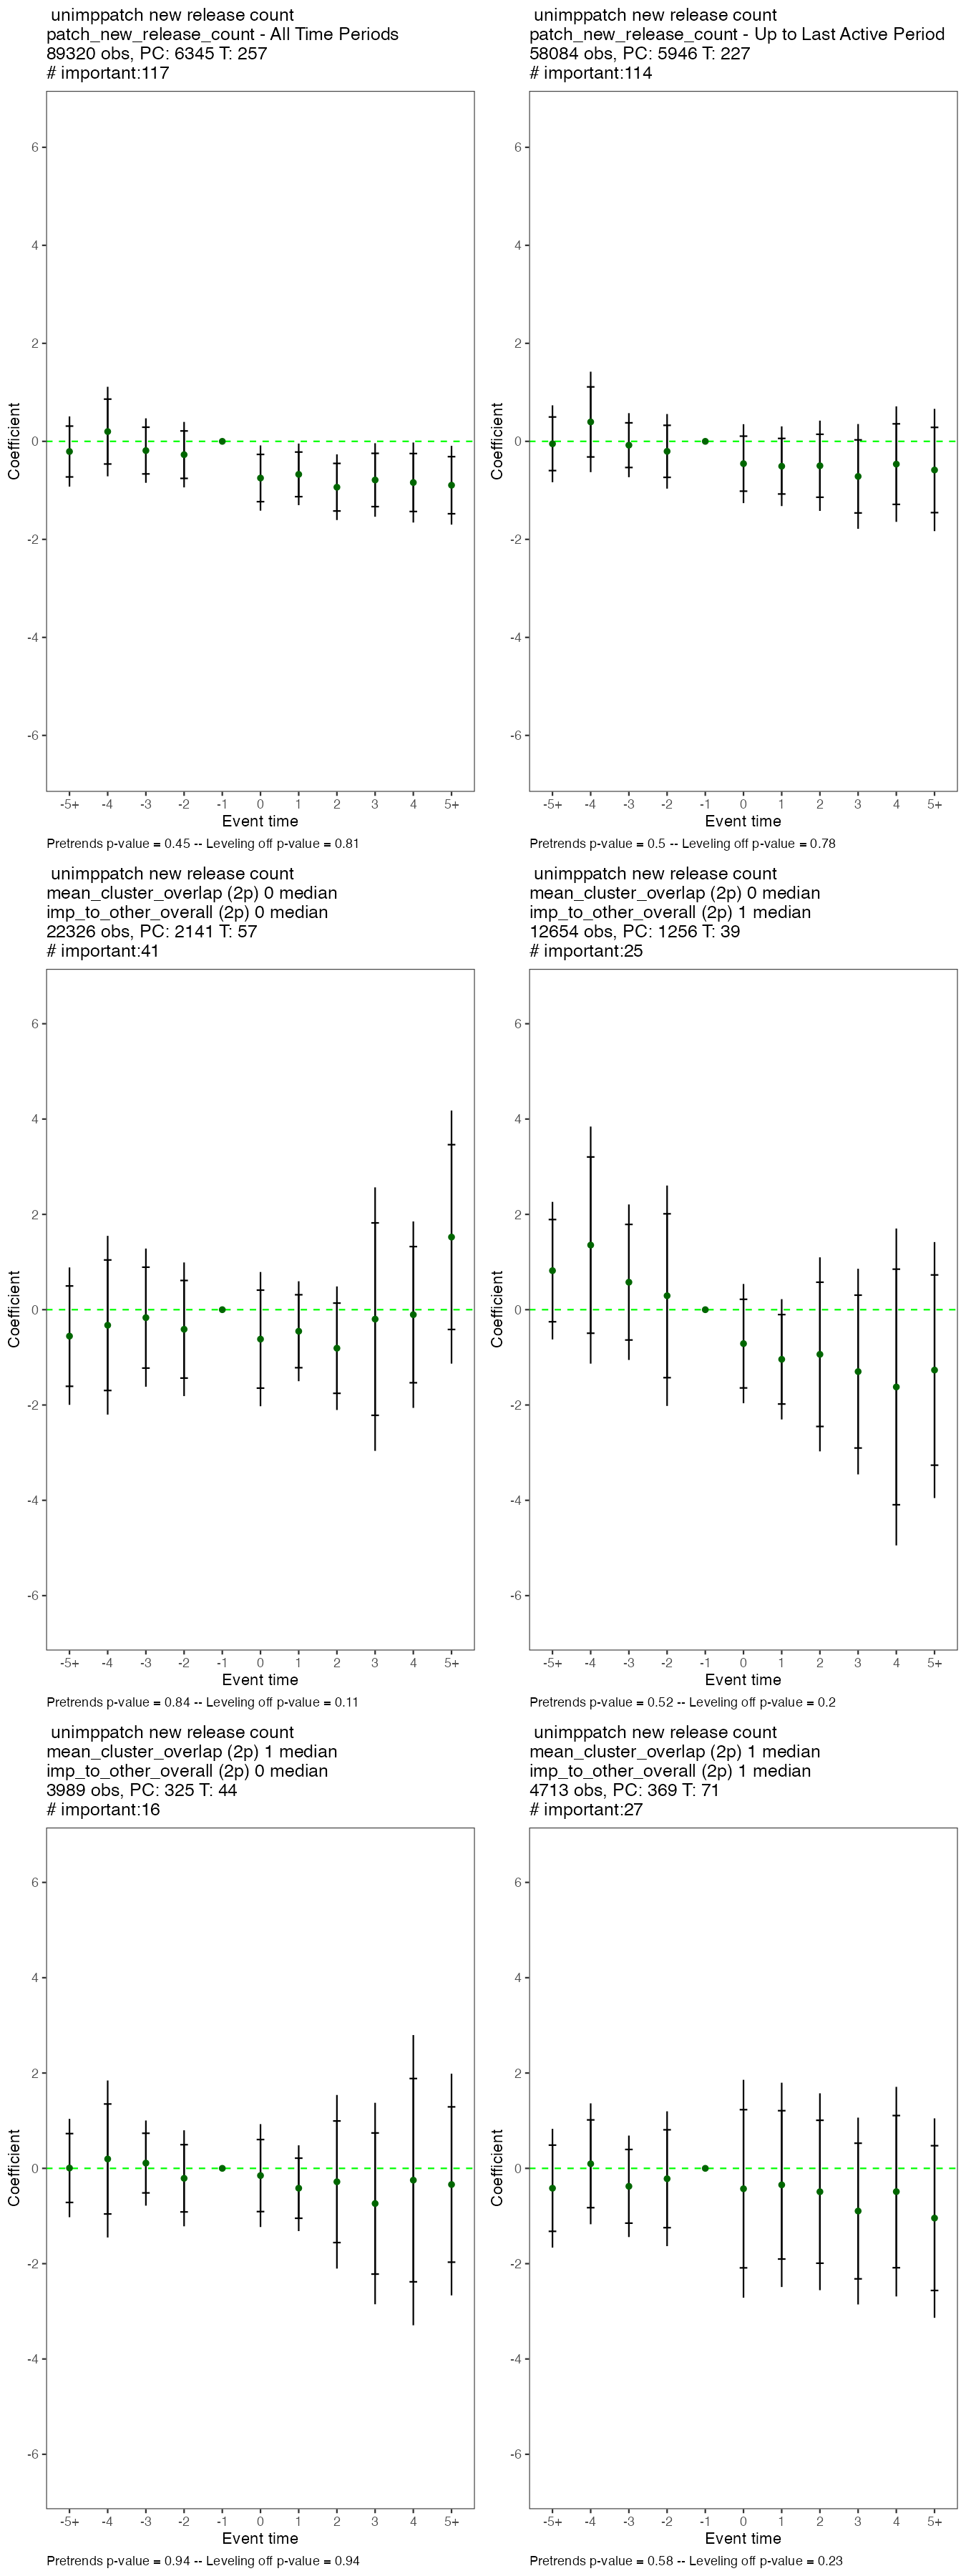 unimppatch new release count
patch_new_release_count - All Time Periods
89320 obs, PC: 6345 T: 257
# important:117
6
4
2
0
-2
-4
-6
Coefficient
-5+ -4 -3 -2 -1 0 1 2 3 4 5+
Event time
Pretrends p-value = 0.45 -- Leveling off p-value = 0.81
unimppatch new release count
patch_new_release_count - Up to Last Active Period
58084 obs, PC: 5946 T: 227
# important:114
6
4
2
0
-2
-4
-6
Coefficient
-5+ -4 -3 -2 -1 0 1 2 3 4 5+
Event time
Pretrends p-value = 0.5 -- Leveling off p-value = 0.78
unimppatch new release count
mean_cluster_overlap (2p) 0 median
imp_to_other_overall (2p) 0 median
22326 obs, PC: 2141 T: 57
# important:41
6
4
2
0
-2
-4
-6
Coefficient
-5+ -4 -3 -2 -1 0 1 2 3 4 5+
Event time
Pretrends p-value = 0.84 -- Leveling off p-value = 0.11
unimppatch new release count
mean_cluster_overlap (2p) 0 median
imp_to_other_overall (2p) 1 median
12654 obs, PC: 1256 T: 39
# important:25
6
4
2
0
-2
-4
-6
Coefficient
-5+ -4 -3 -2 -1 0 1 2 3 4 5+
Event time
Pretrends p-value = 0.52 -- Leveling off p-value = 0.2
unimppatch new release count
mean_cluster_overlap (2p) 1 median
imp_to_other_overall (2p) 0 median
3989 obs, PC: 325 T: 44
# important:16
6
4
2
0
-2
-4
-6
Coefficient
-5+ -4 -3 -2 -1 0 1 2 3 4 5+
Event time
Pretrends p-value = 0.94 -- Leveling off p-value = 0.94
unimppatch new release count
mean_cluster_overlap (2p) 1 median
imp_to_other_overall (2p) 1 median
4713 obs, PC: 369 T: 71
# important:27
6
4
2
0
-2
-4
-6
Coefficient
-5+ -4 -3 -2 -1 0 1 2 3 4 5+
Event time
Pretrends p-value = 0.58 -- Leveling off p-value = 0.23